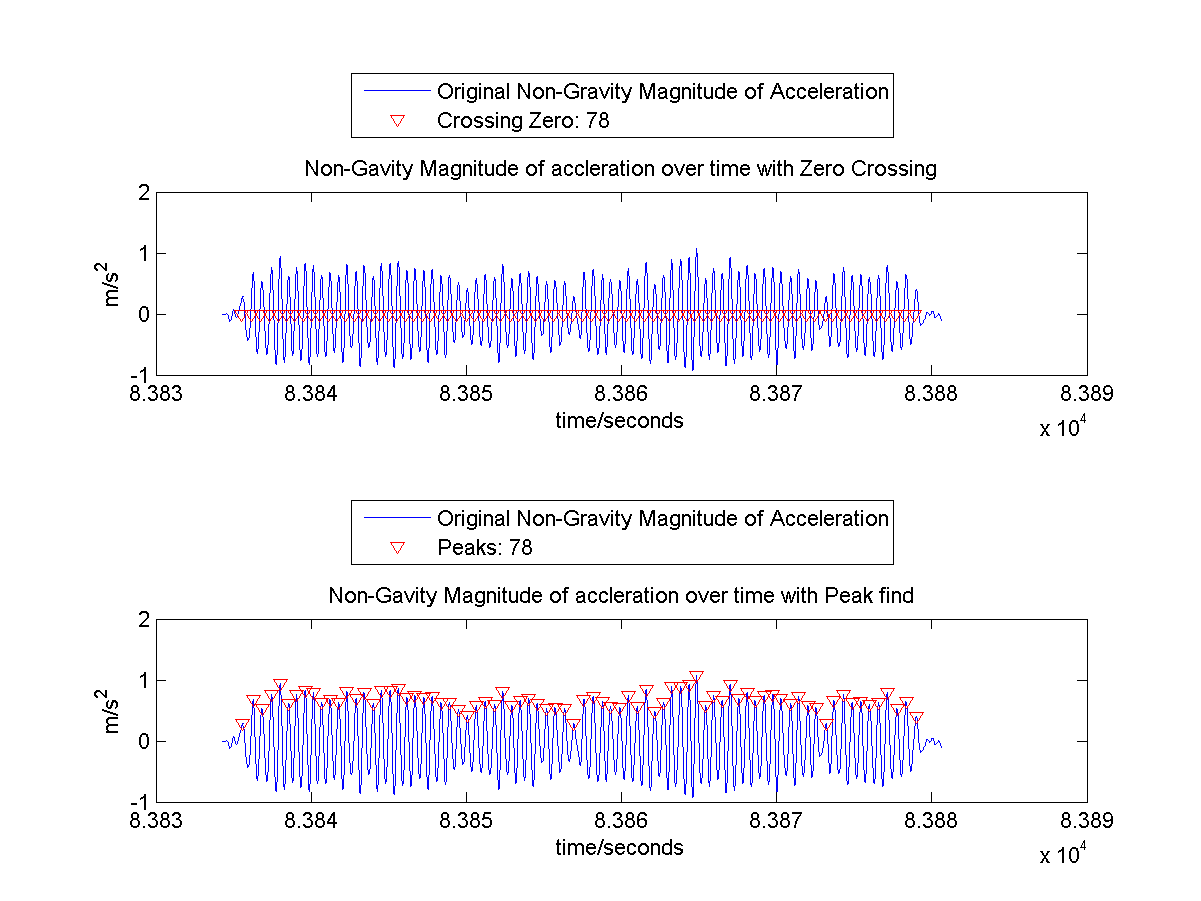 Original Non-Gravity Magnitude of Acceleration
Crossing Zero: 78
Non-Gavity Magnitude of accleration over time with Zero Crossing
2
1
0
-1
m/s²
8.383 8.384 8.385 8.386 8.387 8.388 8.389
time/seconds
x 10⁴
Original Non-Gravity Magnitude of Acceleration
Peaks: 78
Non-Gavity Magnitude of accleration over time with Peak find
2
1
0
-1
m/s²
8.383 8.384 8.385 8.386 8.387 8.388 8.389
time/seconds
x 10⁴